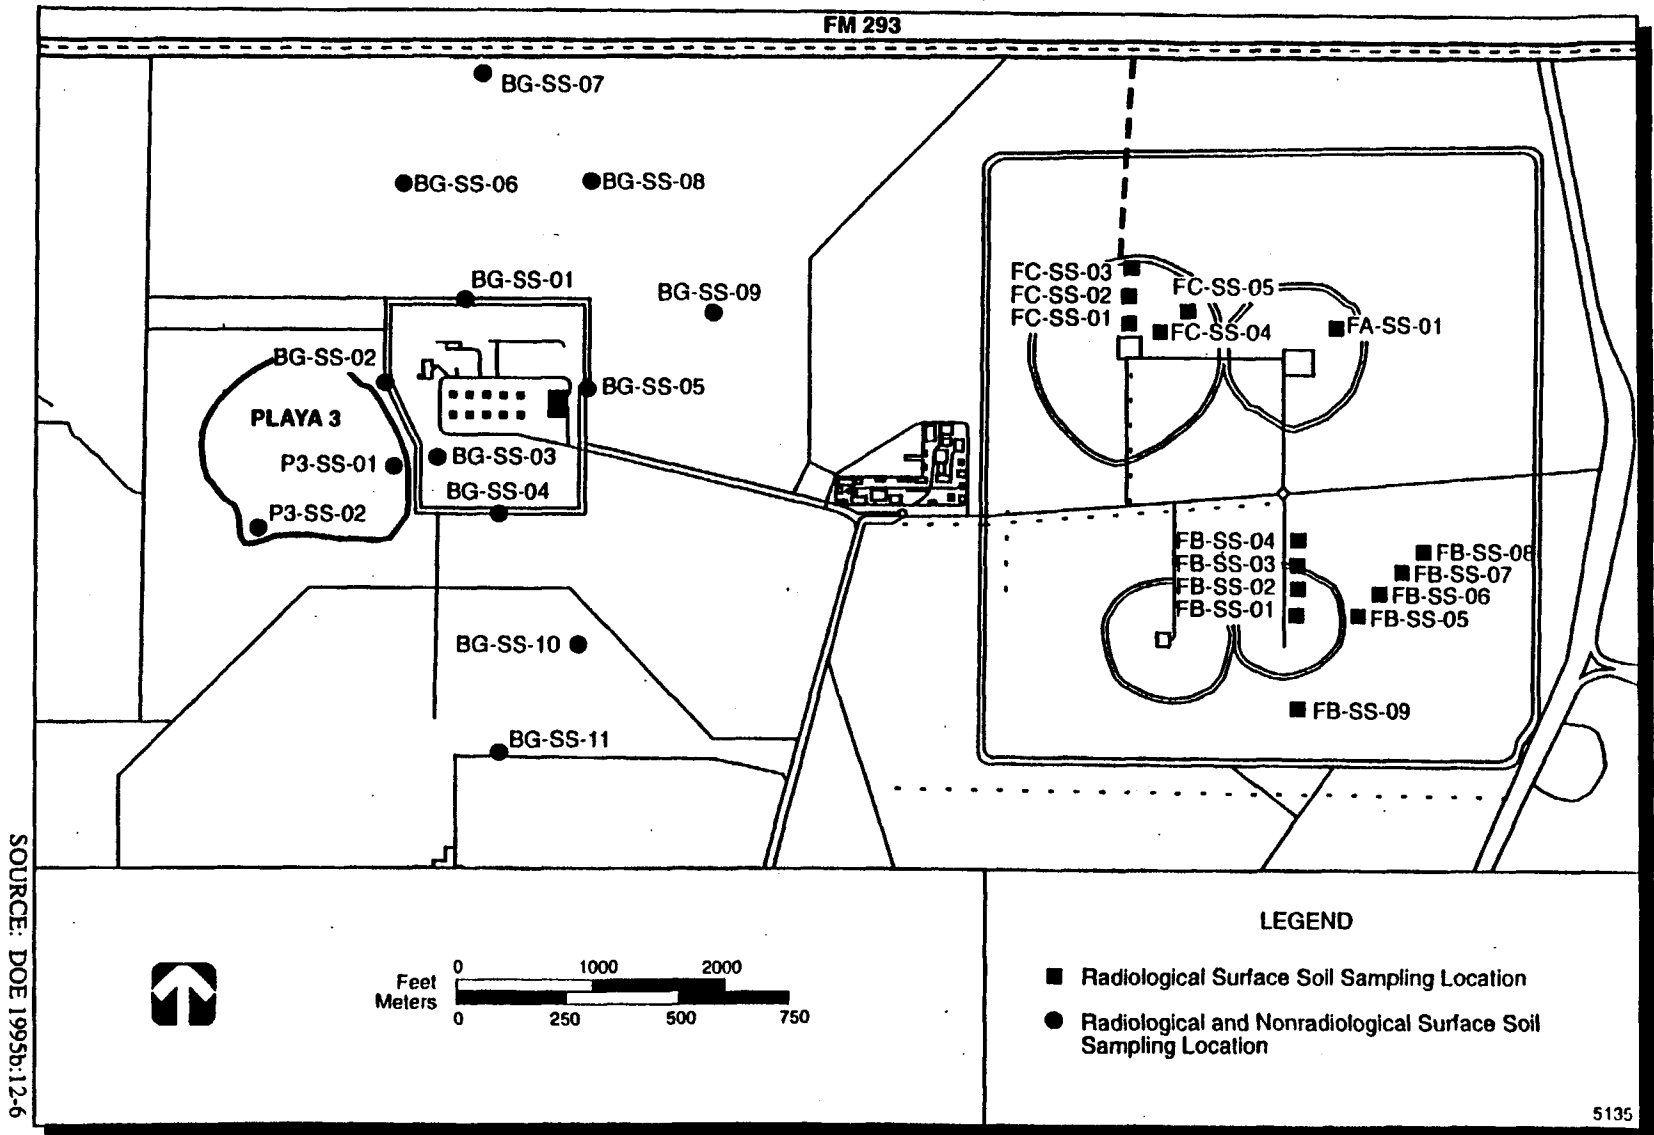 FM 293
BG-SS-07
BG-SS-06
BG-SS-08
BG-SS-01
BG-SS-09
FC-SS-03
FC-SS-02
FC-SS-01
FC-SS-05
FC-SS-04
FA-SS-01
BG-SS-02
BG-SS-05
PLAYA 3
P3-SS-01
BG-SS-03
BG-SS-04
P3-SS-02
FB-SS-04
FB-SS-03
FB-SS-02
FB-SS-01
FB-SS-08
FB-SS-07
FB-SS-06
FB-SS-05
BG-SS-10
FB-SS-09
BG-SS-11
SOURCE: DOE 1995b:12-6
Feet
0 1000 2000
Meters
0 250 500 750
LEGEND
Radiological Surface Soil Sampling Location
Radiological and Nonradiological Surface Soil
Sampling Location
5135